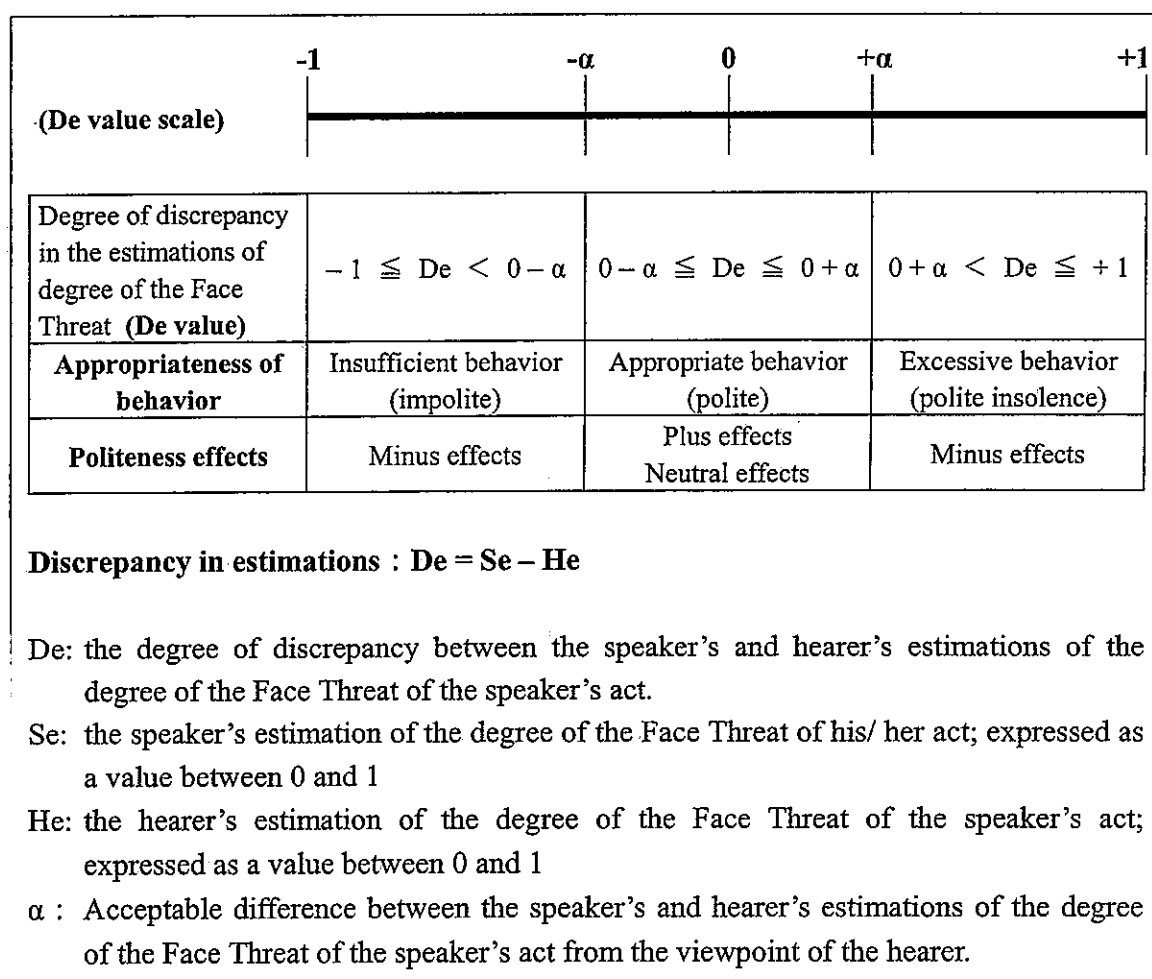 -1 -α 0 +α +1
(De value scale)
Degree of discrepancy
in the estimations of
degree of the Face
Threat (De value)
− 1 ≦ De < 0 − α
0 − α ≦ De ≦ 0 + α
0 + α < De ≦ + 1
Appropriateness of
behavior
Insufficient behavior
(impolite)
Appropriate behavior
(polite)
Excessive behavior
(polite insolence)
Politeness effects
Minus effects
Plus effects
Neutral effects
Minus effects
Discrepancy in estimations : De = Se – He
De: the degree of discrepancy between the speaker's and hearer's estimations of the
degree of the Face Threat of the speaker's act.
Se: the speaker's estimation of the degree of the Face Threat of his/ her act; expressed as
a value between 0 and 1
He: the hearer's estimation of the degree of the Face Threat of the speaker's act;
expressed as a value between 0 and 1
α : Acceptable difference between the speaker's and hearer's estimations of the degree
of the Face Threat of the speaker's act from the viewpoint of the hearer.